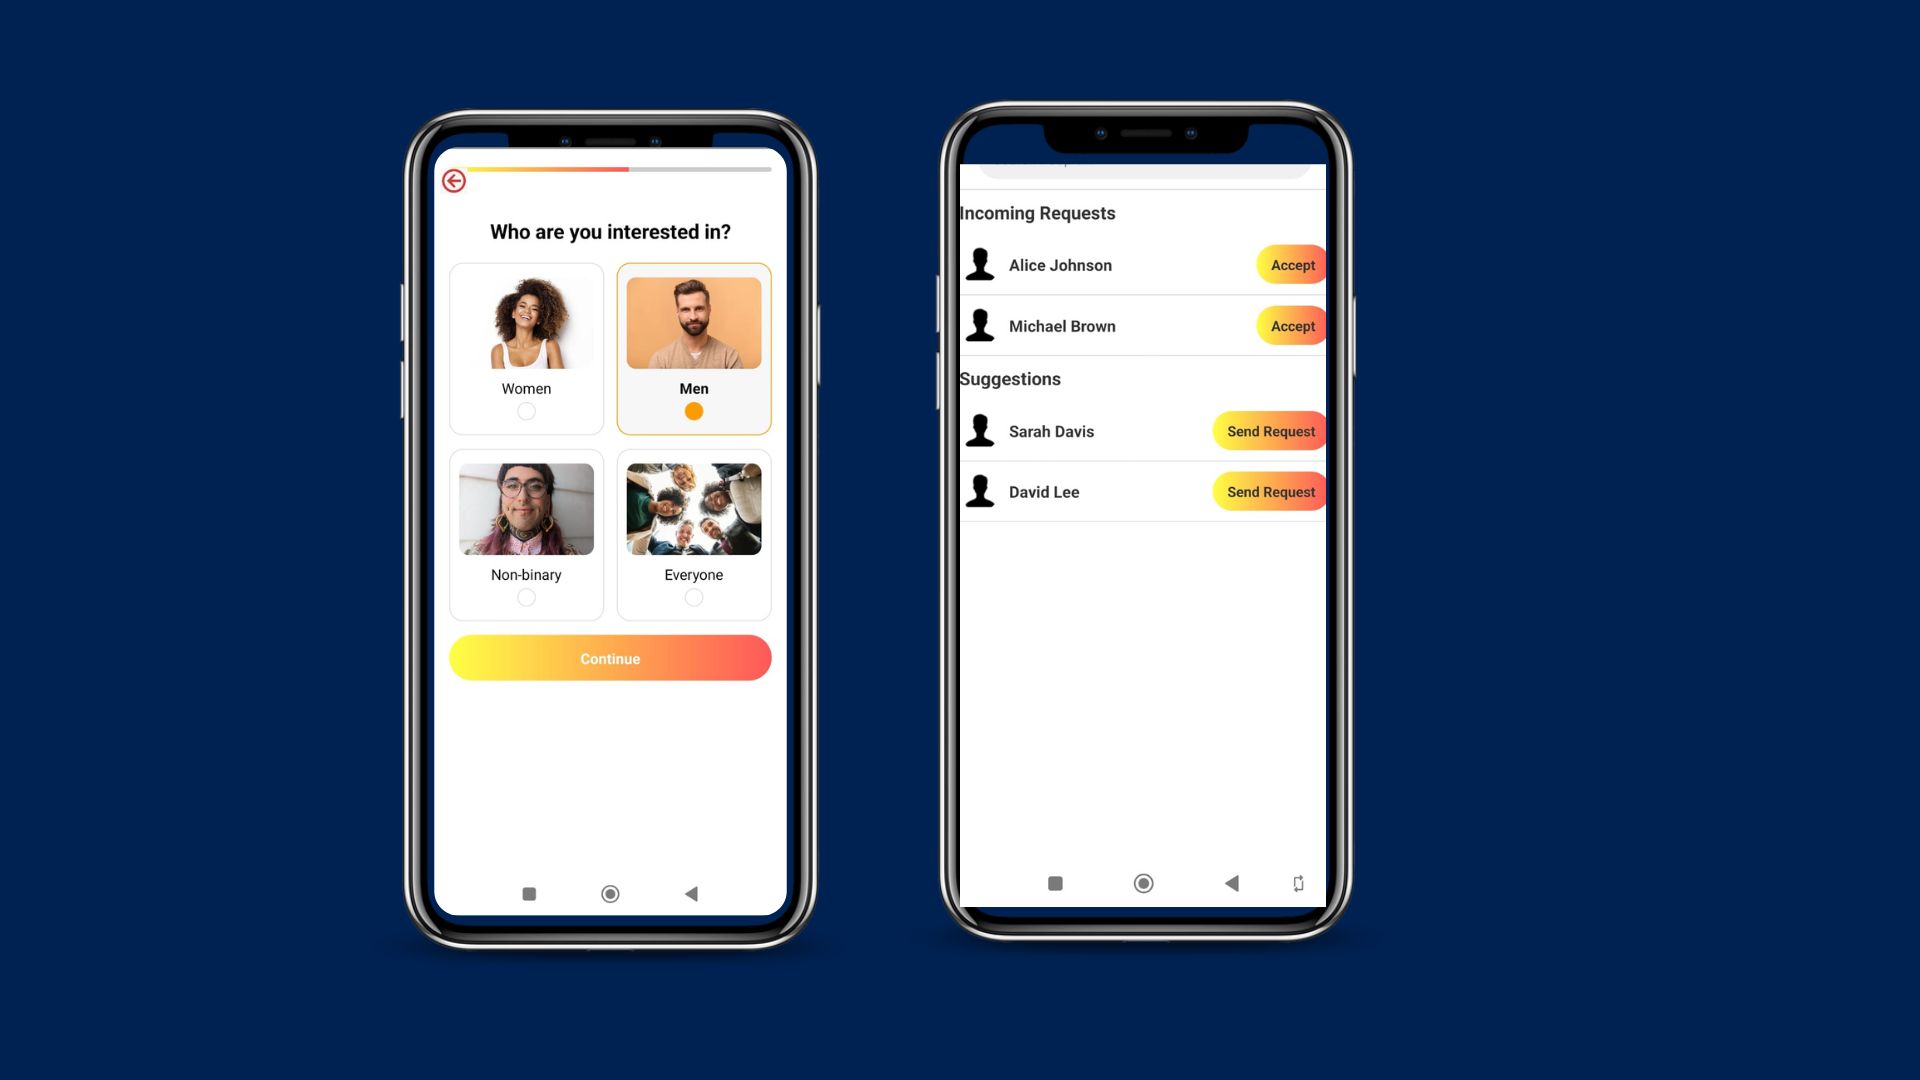 Who are you interested in?
Women
Men
Non-binary
Everyone
Continue
Incoming Requests
Alice Johnson
Accept
Michael Brown
Accept
Suggestions
Sarah Davis
Send Request
David Lee
Send Request